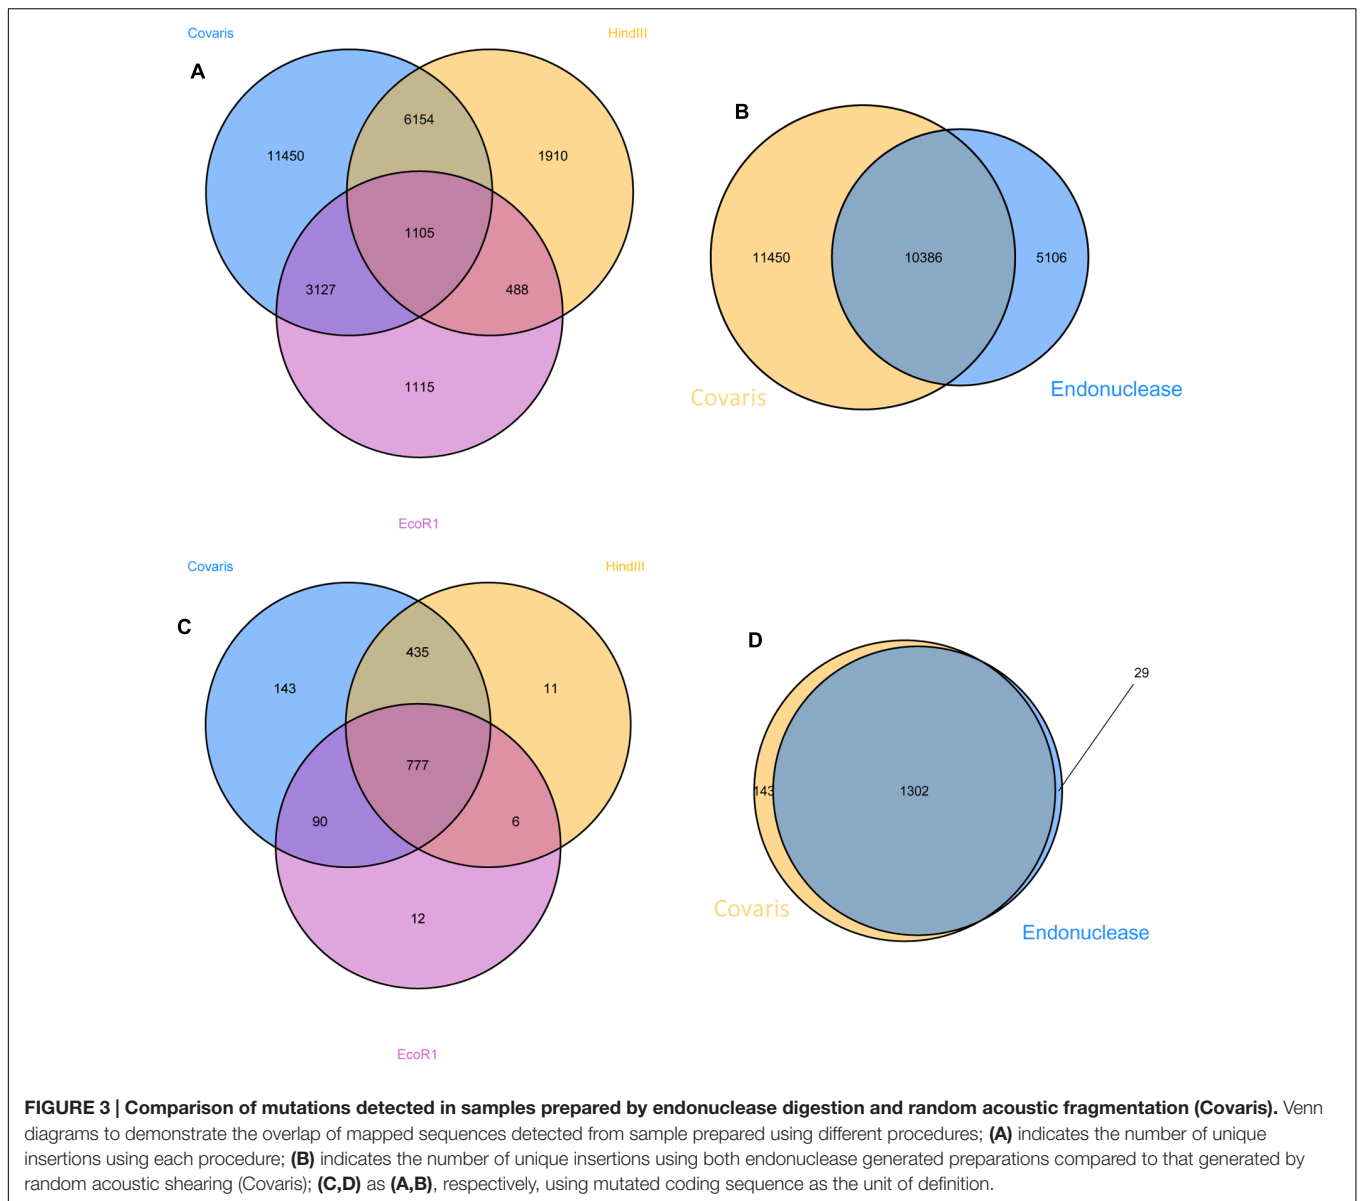 Covaris
HindIII
A
6154
11450
1910
1105
3127
488
1115
EcoR1
B
11450
10386
5106
Covaris
Endonuclease
Covaris
HindIII
C
435
143
11
777
90
6
12
EcoR1
D
29
143
1302
Covaris
Endonuclease
FIGURE 3 | Comparison of mutations detected in samples prepared by endonuclease digestion and random acoustic fragmentation (Covaris). Venn
diagrams to demonstrate the overlap of mapped sequences detected from sample prepared using different procedures; (A) indicates the number of unique
insertions using each procedure; (B) indicates the number of unique insertions using both endonuclease generated preparations compared to that generated by
random acoustic shearing (Covaris); (C,D) as (A,B), respectively, using mutated coding sequence as the unit of definition.